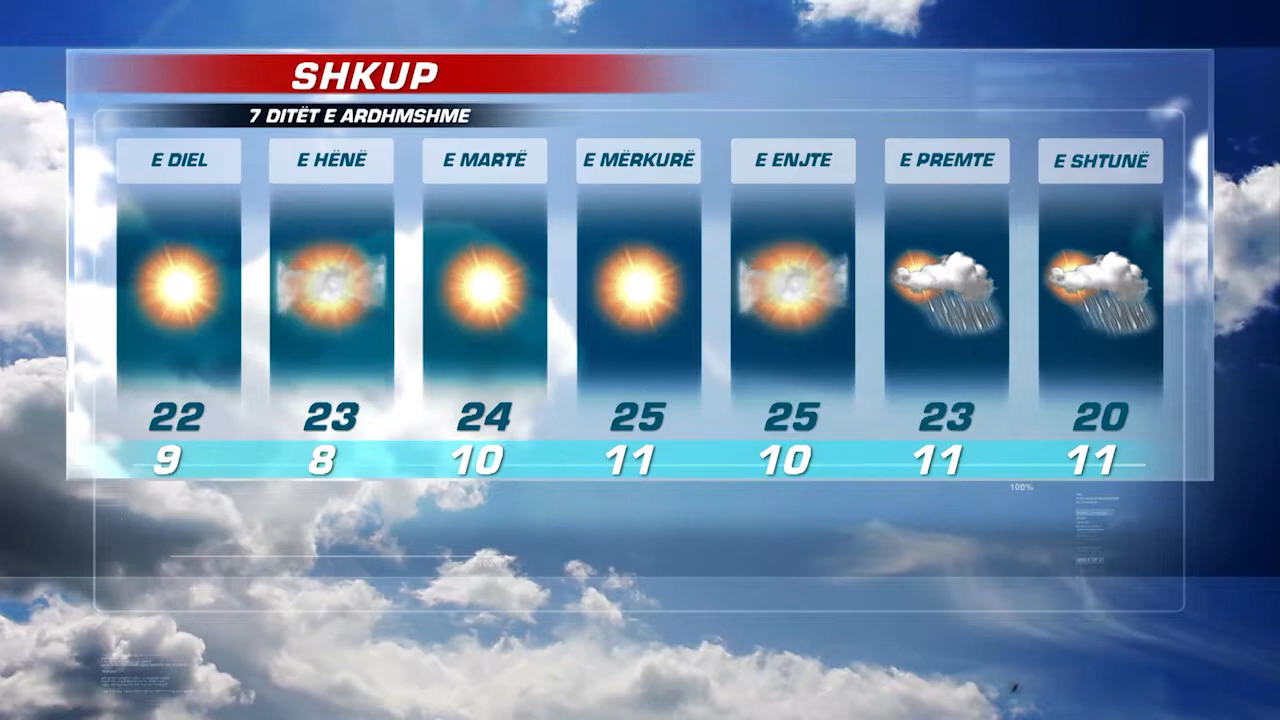 SHKUP
7 DITËT E ARDHMSHME
E DIEL E HËNË E MARTË E MËRKURË E ENJTE E PREMTE E SHTUNË
22 23 24 25 25 23 20
9 8 10 11 10 11 11
100%